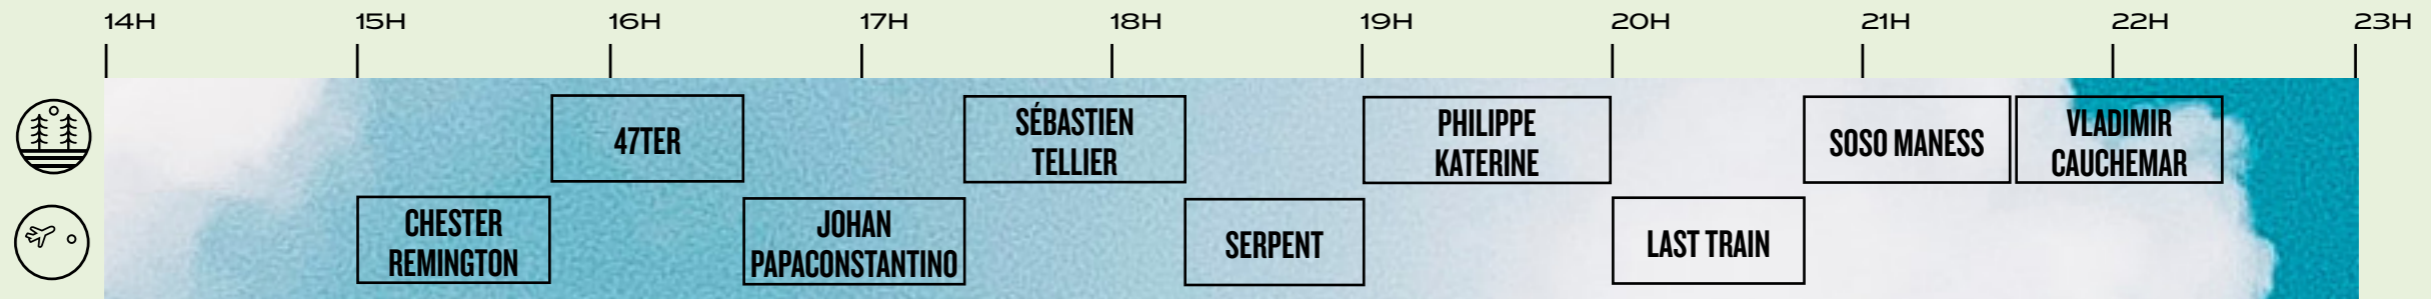 14H 15H 16H 17H 18H 19H 20H 21H 22H 23H
47TER
SÉBASTIEN
TELLIER
PHILIPPE
KATERINE
SOSO MANESS
VLADIMIR
CAUCHEMAR
CHESTER
REMINGTON
JOHAN
PAPACONSTANTINO
SERPENT
LAST TRAIN